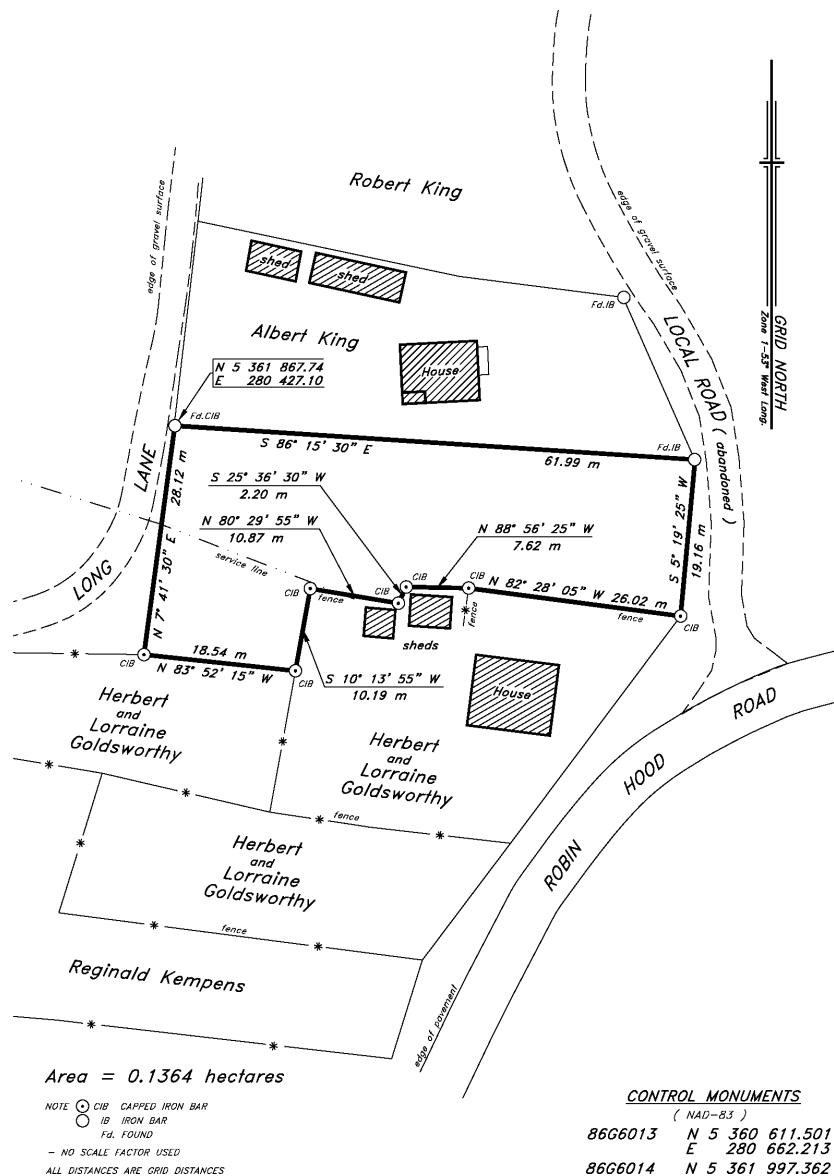 Robert King
edge of gravel surface
edge of gravel surface
GRID NORTH
Zone 1-53° West Long.
shed
shed
Fd.IB
Albert King
House
LOCAL ROAD ( abandoned )
N 5 361 867.74
E 280 427.10
Fd.CIB
S 86° 15' 30" E
61.99 m
Fd.IB
LONG LANE
28.12 m
N 7° 41' 30" E
S 25° 36' 30" W
2.20 m
N 80° 29' 55" W
10.87 m
N 88° 56' 25" W
7.62 m
S 5° 19' 25" W
19.16 m
service line
CIB
fence
CIB
CIB
N 82° 28' 05" W 26.02 m
fence
fence
CIB
sheds
CIB
18.54 m
N 83° 52' 15" W
CIB
S 10° 13' 55" W
10.19 m
House
Herbert
and
Lorraine
Goldsworthy
Herbert
and
Lorraine
Goldsworthy
ROBIN HOOD ROAD
fence
Herbert
and
Lorraine
Goldsworthy
fence
Reginald Kempens
edge of pavement
Area = 0.1364 hectares
NOTE CIB CAPPED IRON BAR
IB IRON BAR
Fd. FOUND
- NO SCALE FACTOR USED
ALL DISTANCES ARE GRID DISTANCES
CONTROL MONUMENTS
( NAD-83 )
86G6013 N 5 360 611.501
E 280 662.213
86G6014 N 5 361 997.362